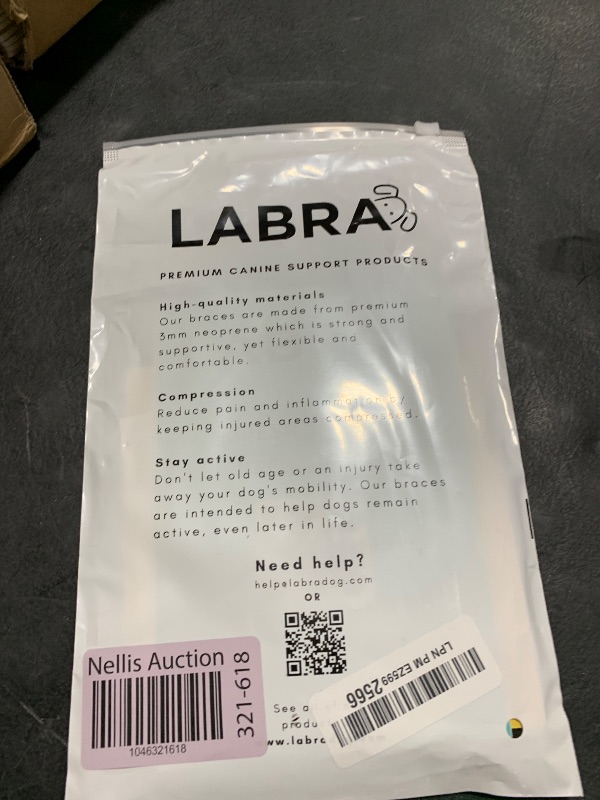 LABRA
PREMIUM CANINE SUPPORT PRODUCTS
High-quality materials
Our braces are made from premium
3mm neoprene which is strong and
supportive, yet flexible and
comfortable.
Compression
Reduce pain and inflammation by
keeping injured areas compressed.
Stay active
Don't let old age or an injury take
away your dog's mobility. Our braces
are intended to help dogs remain
active, even later in life.
Need help?
help@labradog.com
OR
Nellis Auction
1046321618
321-618
LPN PM EZ599 2566
See a
produ
www.labra